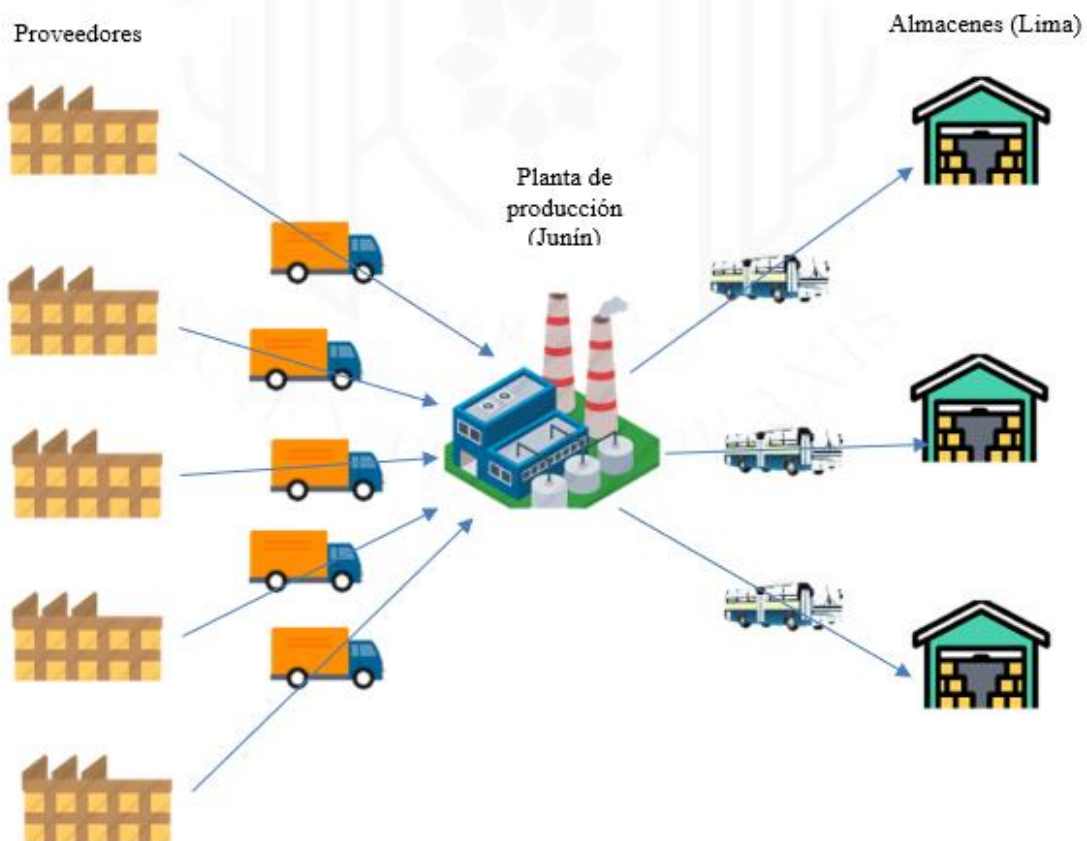 Proveedores
Almacenes (Lima)
Planta de
producción
(Junín)